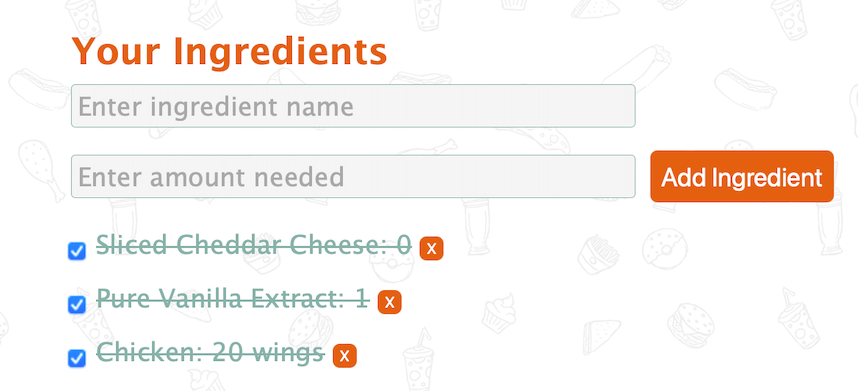 Your Ingredients
Enter ingredient name
Enter amount needed
Add Ingredient
Sliced Cheddar Cheese: 0 X
Pure Vanilla Extract: 1 X
Chicken: 20 wings X